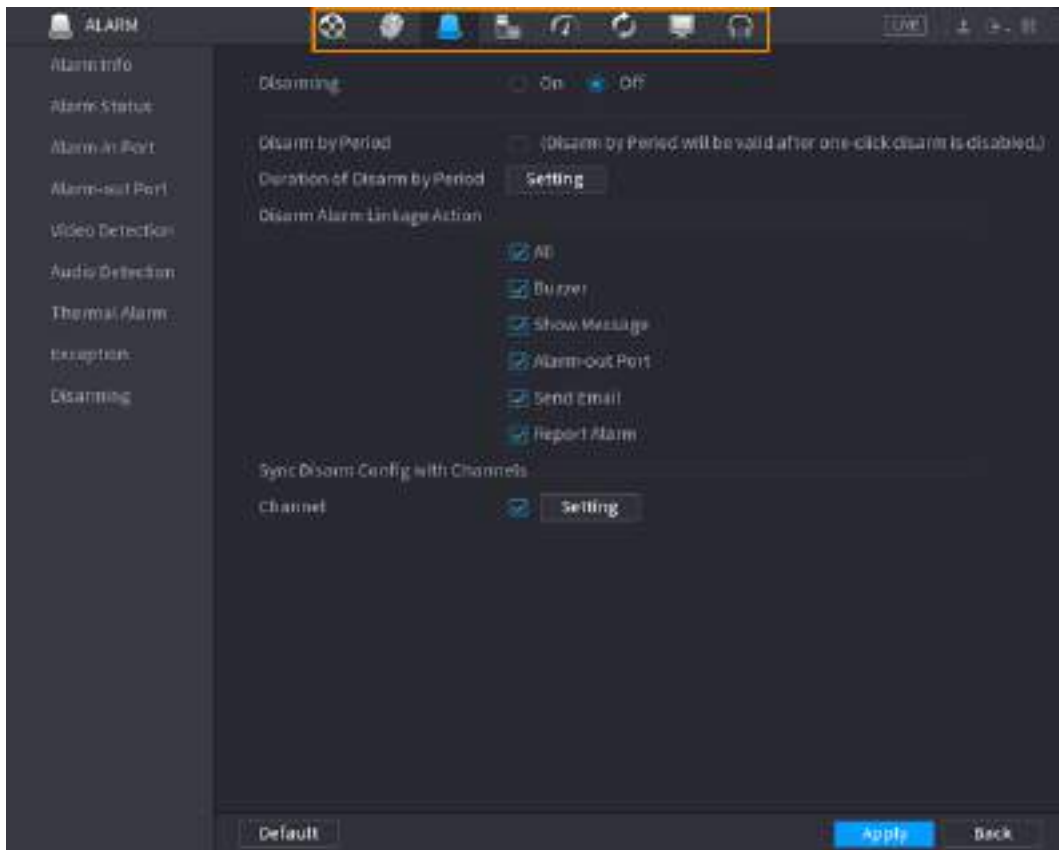 ALARM
LIVE
Alarm Info
Alarm Status
Alarm-in Port
Alarm-out Port
Video Detection
Audio Detection
Thermal Alarm
Exception
Disarming
Disarming On Off
Disarm by Period (Disarm by Period will be valid after one-click disarm is disabled.)
Duration of Disarm by Period Setting
Disarm Alarm Linkage Action
All
Buzzer
Show Message
Alarm-out Port
Send Email
Report Alarm
Sync Disarm Config with Channels
Channel Setting
Default Apply Back